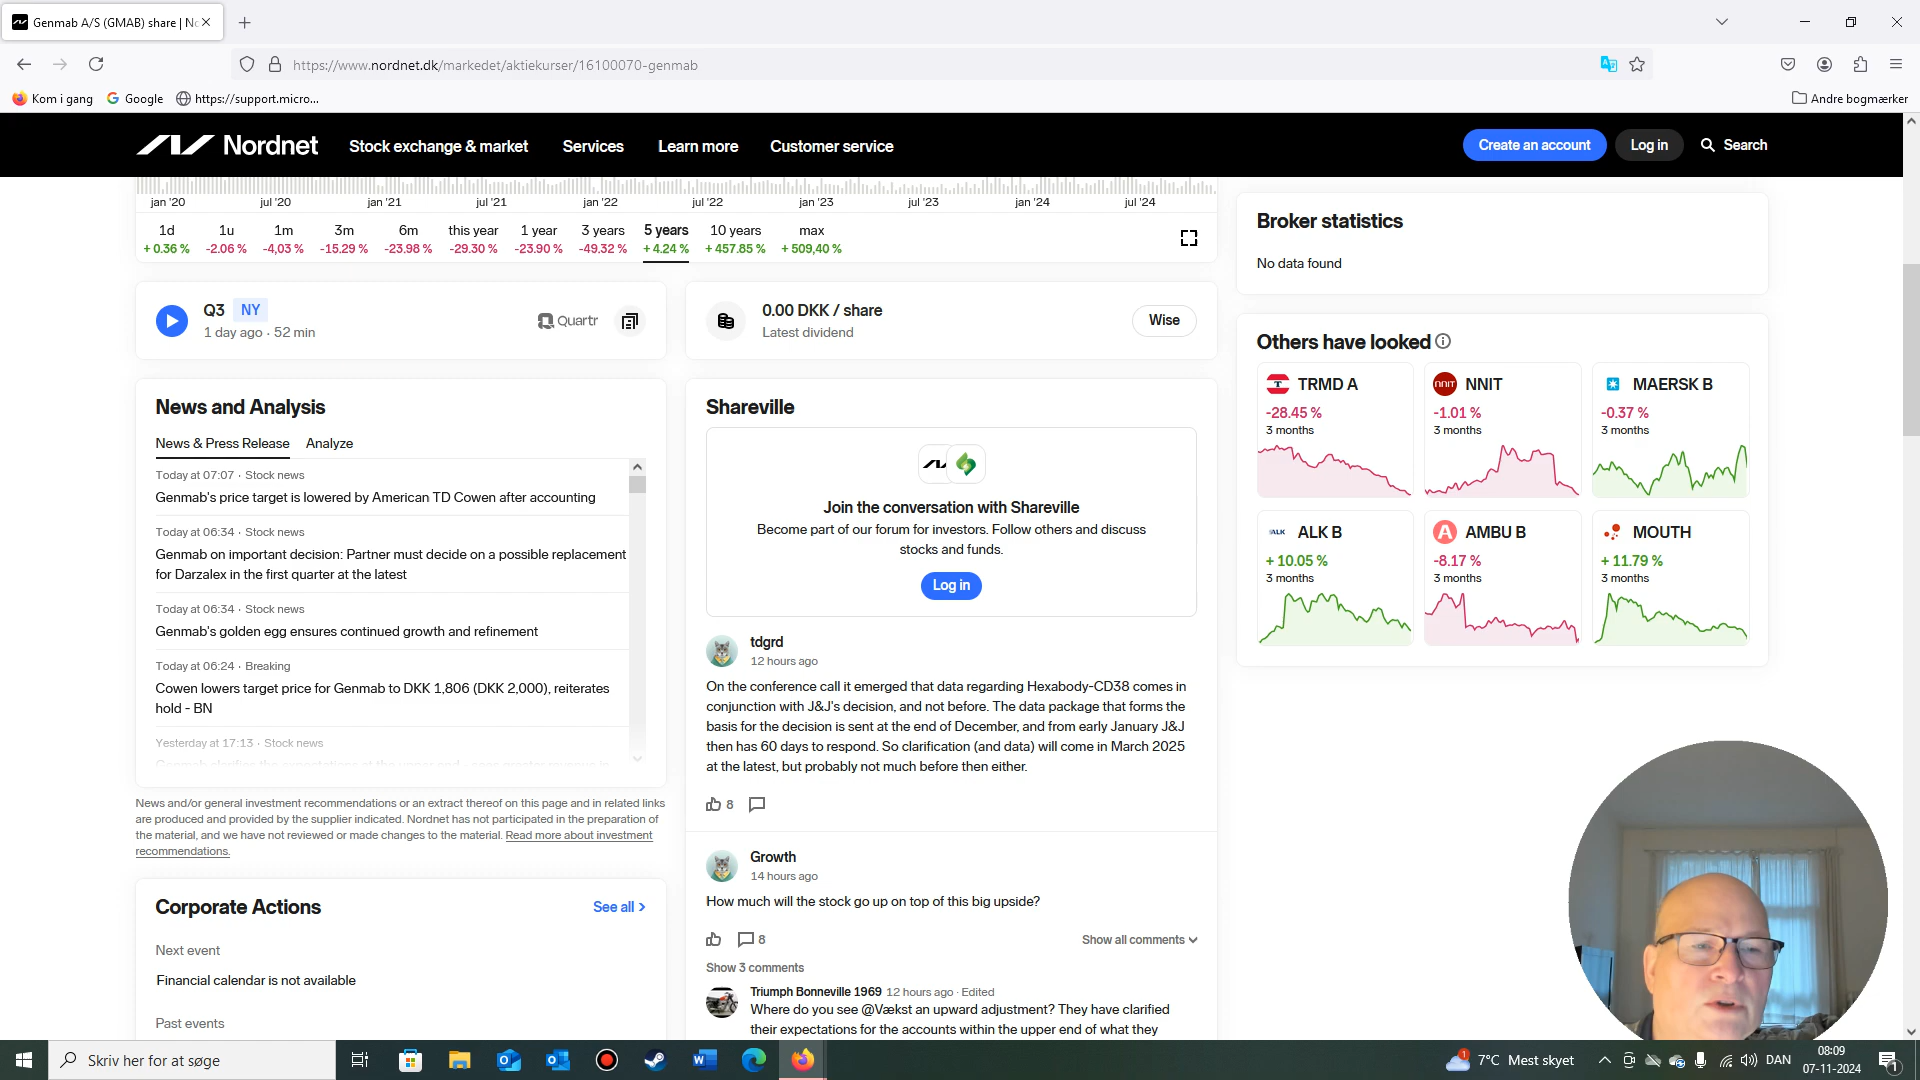 Genmab A/S (GMAB) share | No
https://www.nordnet.dk/markedet/aktiekurser/16100070-genmab
Kom i gang
Google
https://support.micro...
Andre bogmærker
Nordnet
Stock exchange & market
Services
Learn more
Customer service
Create an account
Log in
Search
jan '20 jul '20 jan '21 jul '21 jan '22 jul '22 jan '23 jul '23 jan '24 jul '24
1d 1u 1m 3m 6m this year 1 year 3 years 5 years 10 years max
+ 0.36 % -2.06 % -4,03 % -15.29 % -23.98 % -29.30 % -23.90 % -49.32 % + 4.24 % + 457.85 % + 509,40 %
Q3 NY
1 day ago · 52 min
Quartr
0.00 DKK / share
Latest dividend
Wise
News and Analysis
News & Press Release
Analyze
Today at 07:07 · Stock news
Genmab's price target is lowered by American TD Cowen after accounting
Today at 06:34 · Stock news
Genmab on important decision: Partner must decide on a possible replacement
for Darzalex in the first quarter at the latest
Today at 06:34 · Stock news
Genmab's golden egg ensures continued growth and refinement
Today at 06:24 · Breaking
Cowen lowers target price for Genmab to DKK 1,806 (DKK 2,000), reiterates
hold - BN
Yesterday at 17:13 · Stock news
News and/or general investment recommendations or an extract thereof on this page and in related links
are produced and provided by the supplier indicated. Nordnet has not participated in the preparation of
the material, and we have not reviewed or made changes to the material. Read more about investment
recommendations.
Corporate Actions
See all
Next event
Financial calendar is not available
Past events
Shareville
Join the conversation with Shareville
Become part of our forum for investors. Follow others and discuss
stocks and funds.
Log in
tdgrd
12 hours ago
On the conference call it emerged that data regarding Hexabody-CD38 comes in
conjunction with J&J's decision, and not before. The data package that forms the
basis for the decision is sent at the end of December, and from early January J&J
then has 60 days to respond. So clarification (and data) will come in March 2025
at the latest, but probably not much before then either.
8
Growth
14 hours ago
How much will the stock go up on top of this big upside?
8
Show all comments
Show 3 comments
Triumph Bonneville 1969 12 hours ago · Edited
Where do you see @Vækst an upward adjustment? They have clarified
their expectations for the accounts within the upper end of what they
Broker statistics
No data found
Others have looked
TRMD A
-28.45 %
3 months
nnit NNIT
-1.01 %
3 months
MAERSK B
-0.37 %
3 months
ALK ALK B
+ 10.05 %
3 months
AMBU B
-8.17 %
3 months
MOUTH
+ 11.79 %
3 months
Skriv her for at søge
7°C Mest skyet
DAN
08:09
07-11-2024